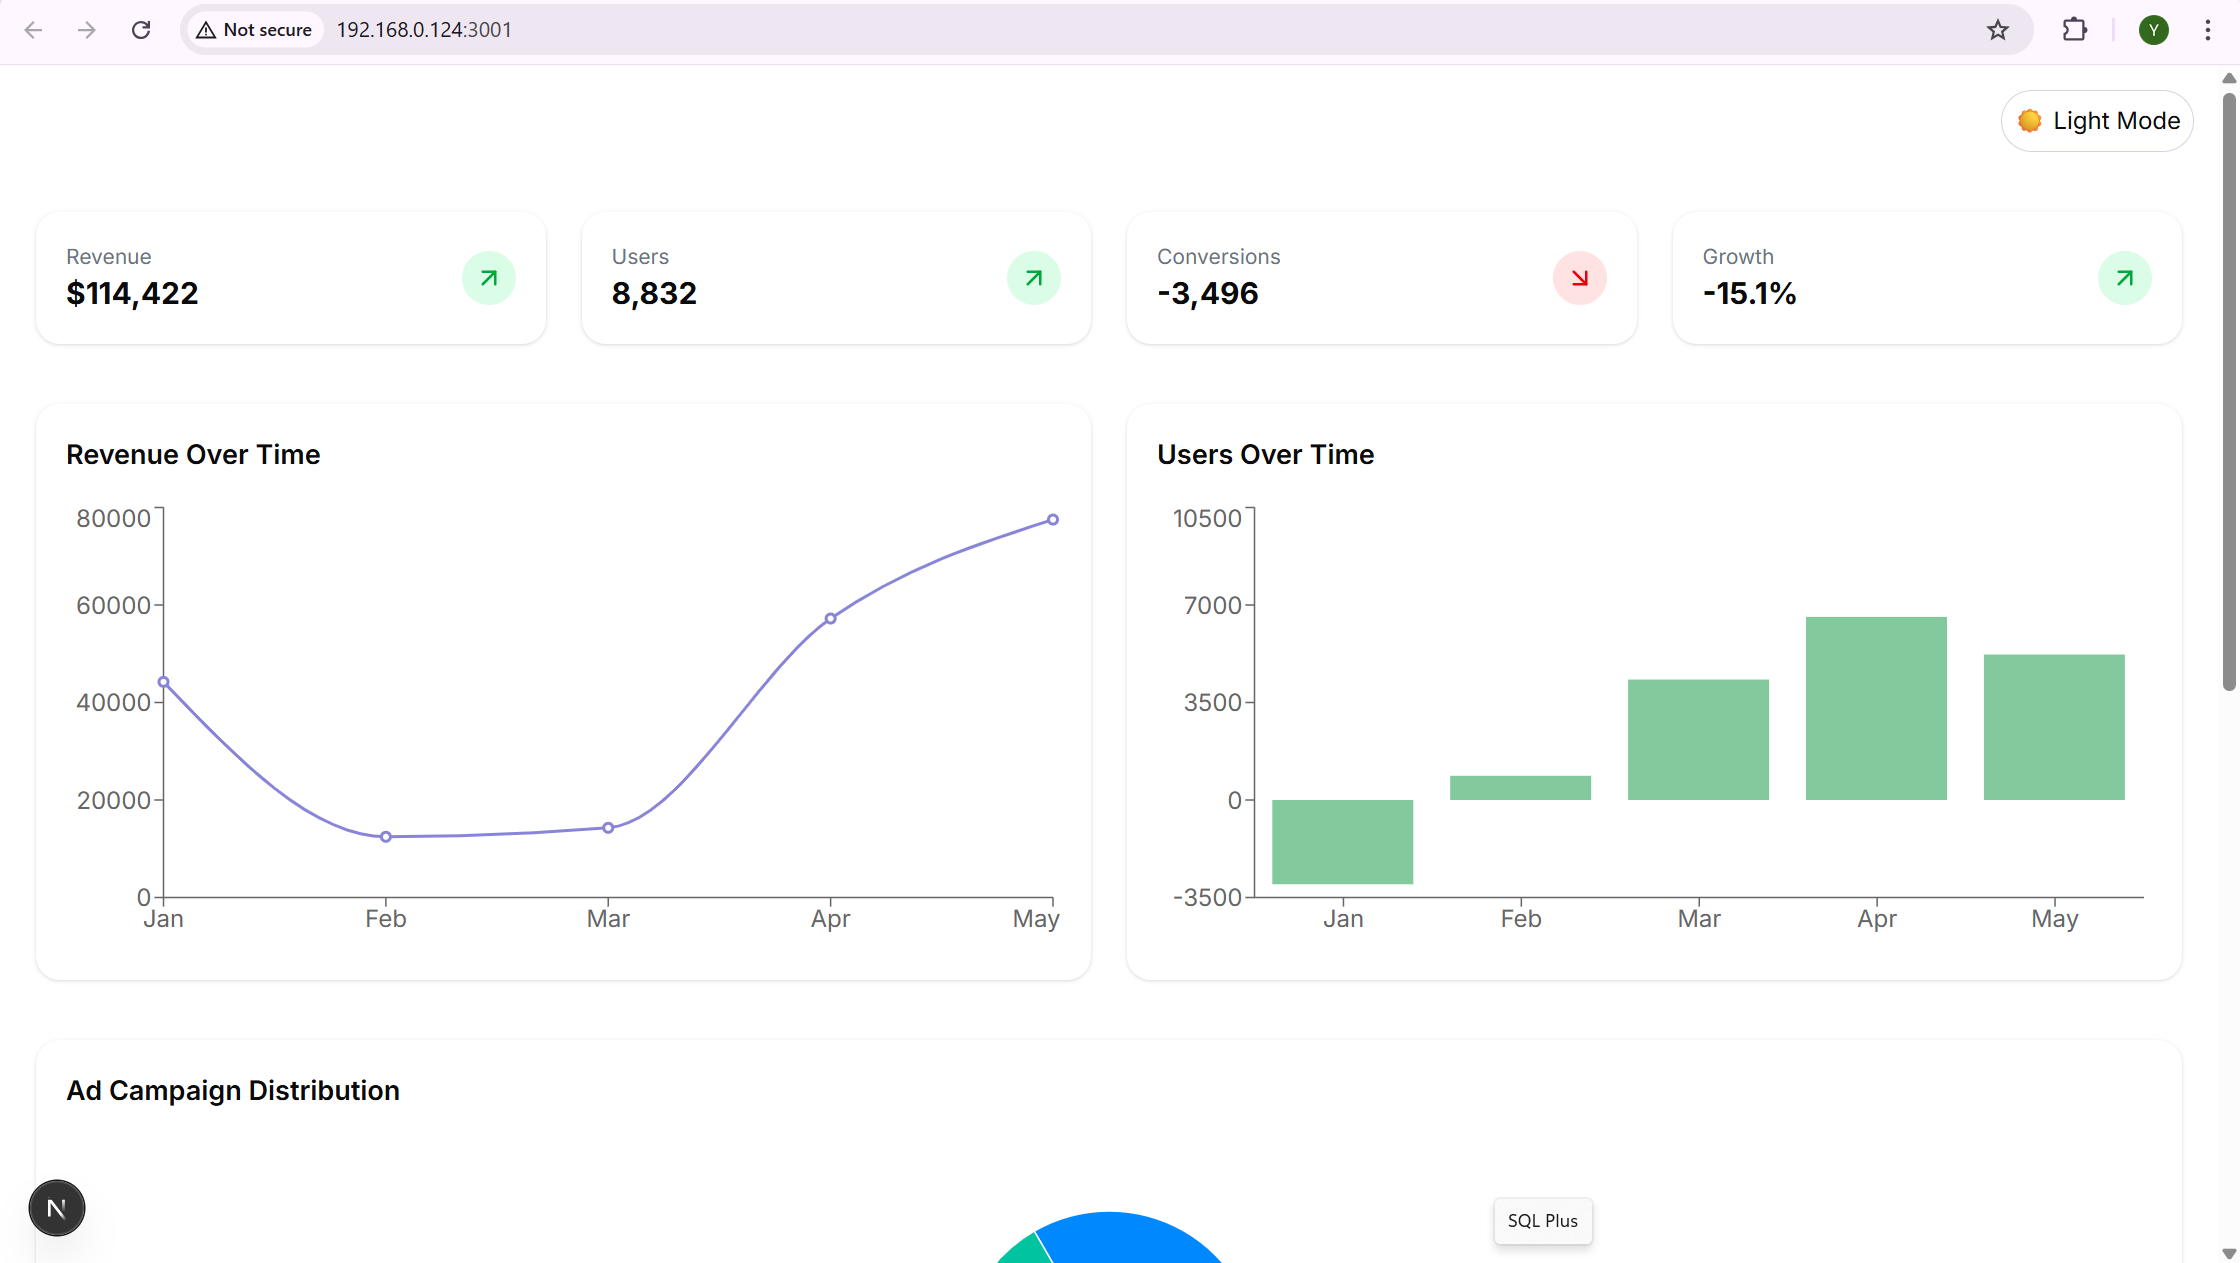 Not secure 192.168.0.124:3001 Y
Light Mode
Revenue
$114,422
Users
8,832
Conversions
-3,496
Growth
-15.1%
Revenue Over Time
80000
60000
40000
20000
0
Jan Feb Mar Apr May
Users Over Time
10500
7000
3500
0
-3500
Jan Feb Mar Apr May
Ad Campaign Distribution
N
SQL Plus